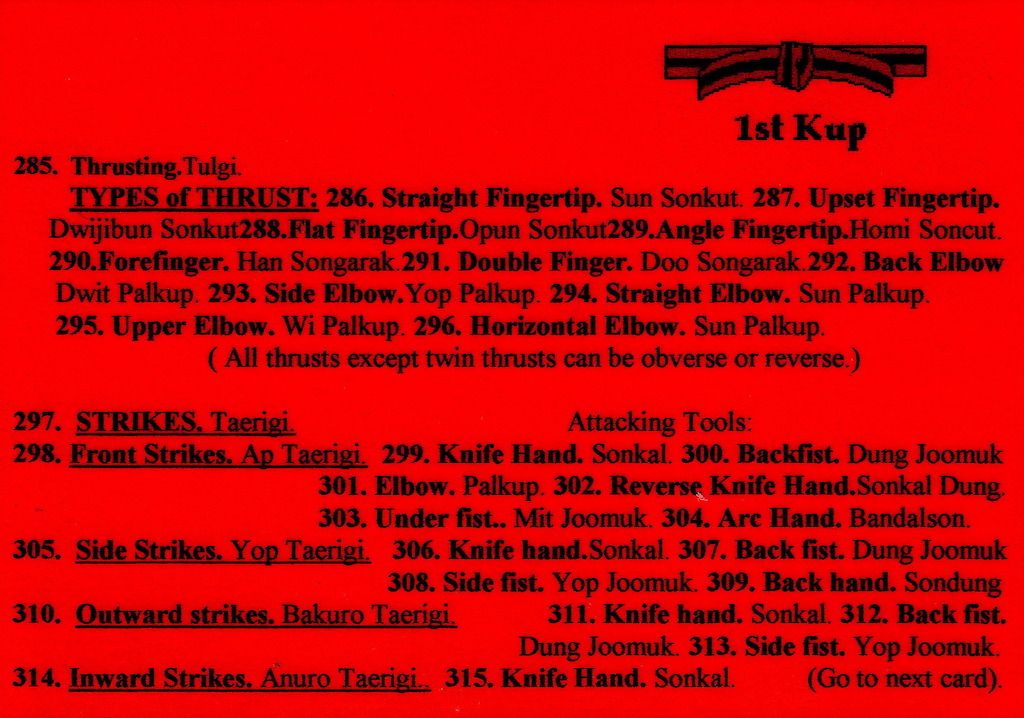 1st Kup
285. Thrusting.Tulgi.
TYPES of THRUST: 286. Straight Fingertip. Sun Sonkut. 287. Upset Fingertip.
Dwijibun Sonkut288.Flat Fingertip.Opun Sonkut289.Angle Fingertip.Homi Soncut.
290.Forefinger. Han Songarak.291. Double Finger. Doo Songarak.292. Back Elbow
Dwit Palkup. 293. Side Elbow.Yop Palkup. 294. Straight Elbow. Sun Palkup.
295. Upper Elbow. Wi Palkup. 296. Horizontal Elbow. Sun Palkup.
( All thrusts except twin thrusts can be obverse or reverse.)
297. STRIKES. Taerigi. Attacking Tools:
298. Front Strikes. Ap Taerigi. 299. Knife Hand. Sonkal. 300. Backfist. Dung Joomuk
301. Elbow. Palkup. 302. Reverse Knife Hand.Sonkal Dung.
303. Under fist.. Mit Joomuk. 304. Arc Hand. Bandalson.
305. Side Strikes. Yop Taerigi. 306. Knife hand.Sonkal. 307. Back fist. Dung Joomuk
308. Side fist. Yop Joomuk. 309. Back hand. Sondung
310. Outward strikes. Bakuro Taerigi. 311. Knife hand. Sonkal. 312. Back fist.
Dung Joomuk. 313. Side fist. Yop Joomuk.
314. Inward Strikes. Anuro Taerigi.. 315. Knife Hand. Sonkal. (Go to next card).